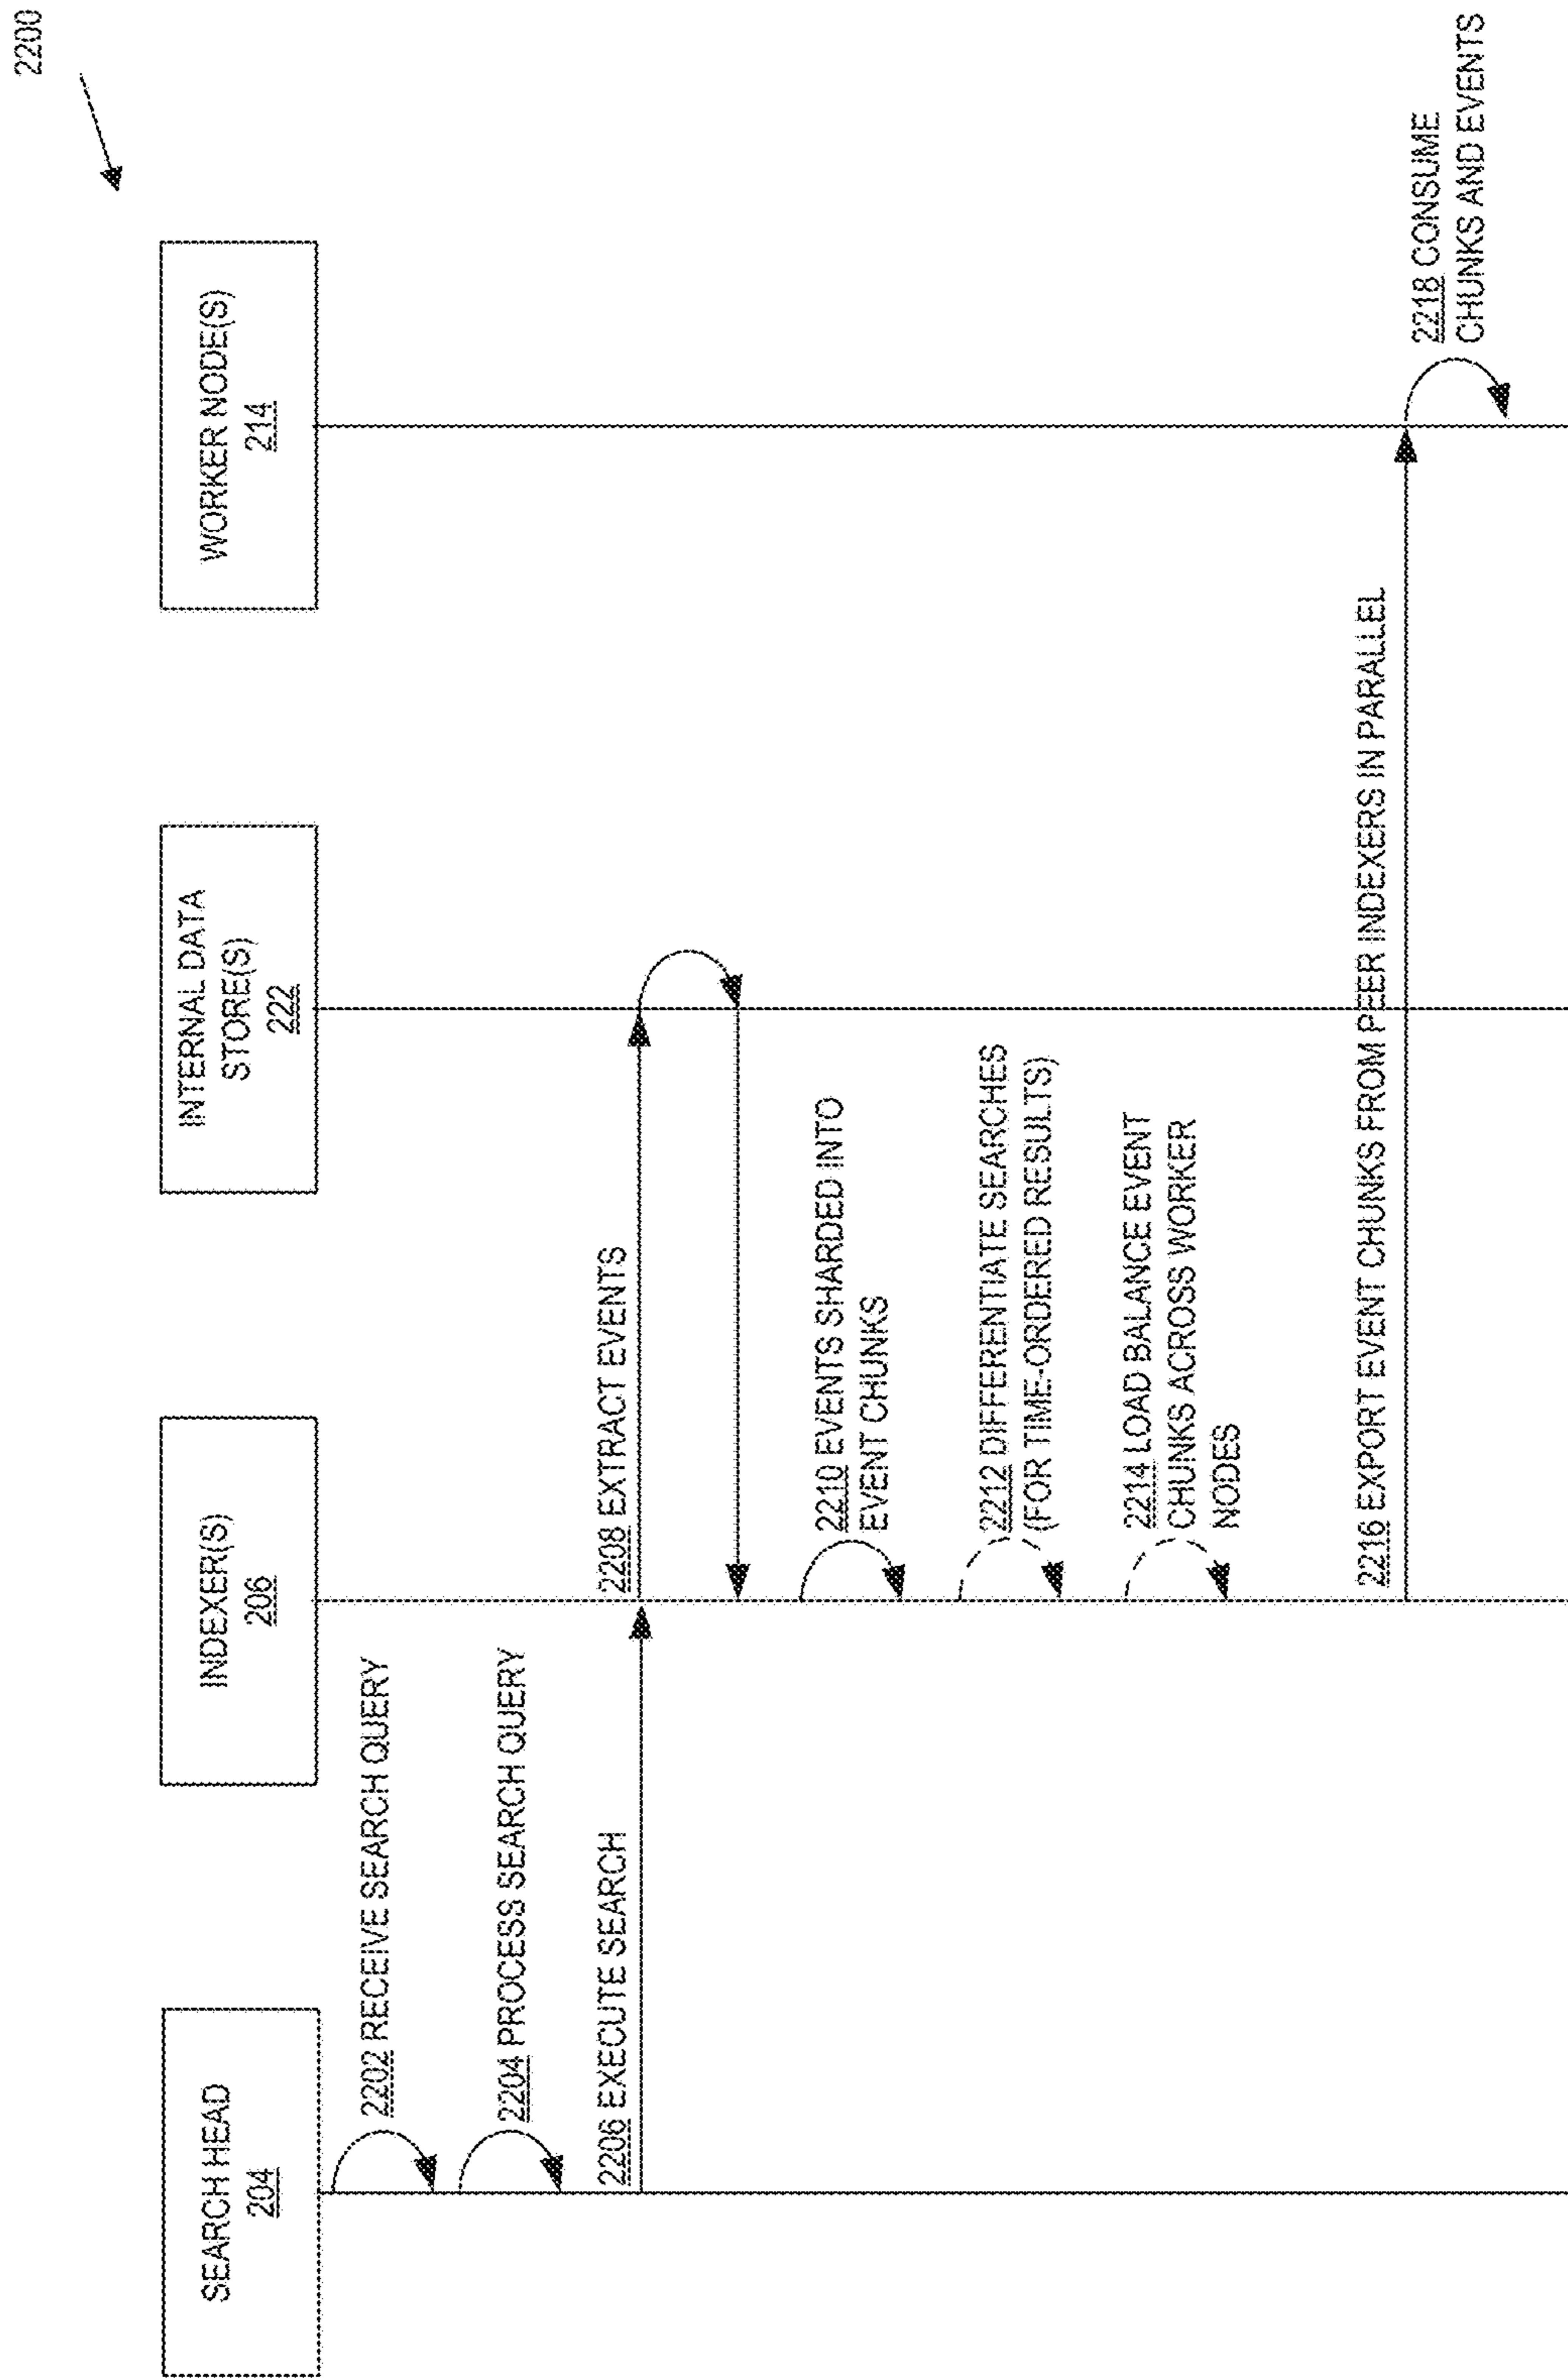 2200
SEARCH HEAD
204
INDEXER(S)
206
INTERNAL DATA
STORE(S)
222
WORKER NODE(S)
214
2202 RECEIVE SEARCH QUERY
2204 PROCESS SEARCH QUERY
2206 EXECUTE SEARCH
2208 EXTRACT EVENTS
2210 EVENTS SHARDED INTO
EVENT CHUNKS
2212 DIFFERENTIATE SEARCHES
(FOR TIME-ORDERED RESULTS)
2214 LOAD BALANCE EVENT
CHUNKS ACROSS WORKER
NODES
2216 EXPORT EVENT CHUNKS FROM PEER INDEXERS IN PARALLEL
2218 CONSUME
CHUNKS AND EVENTS